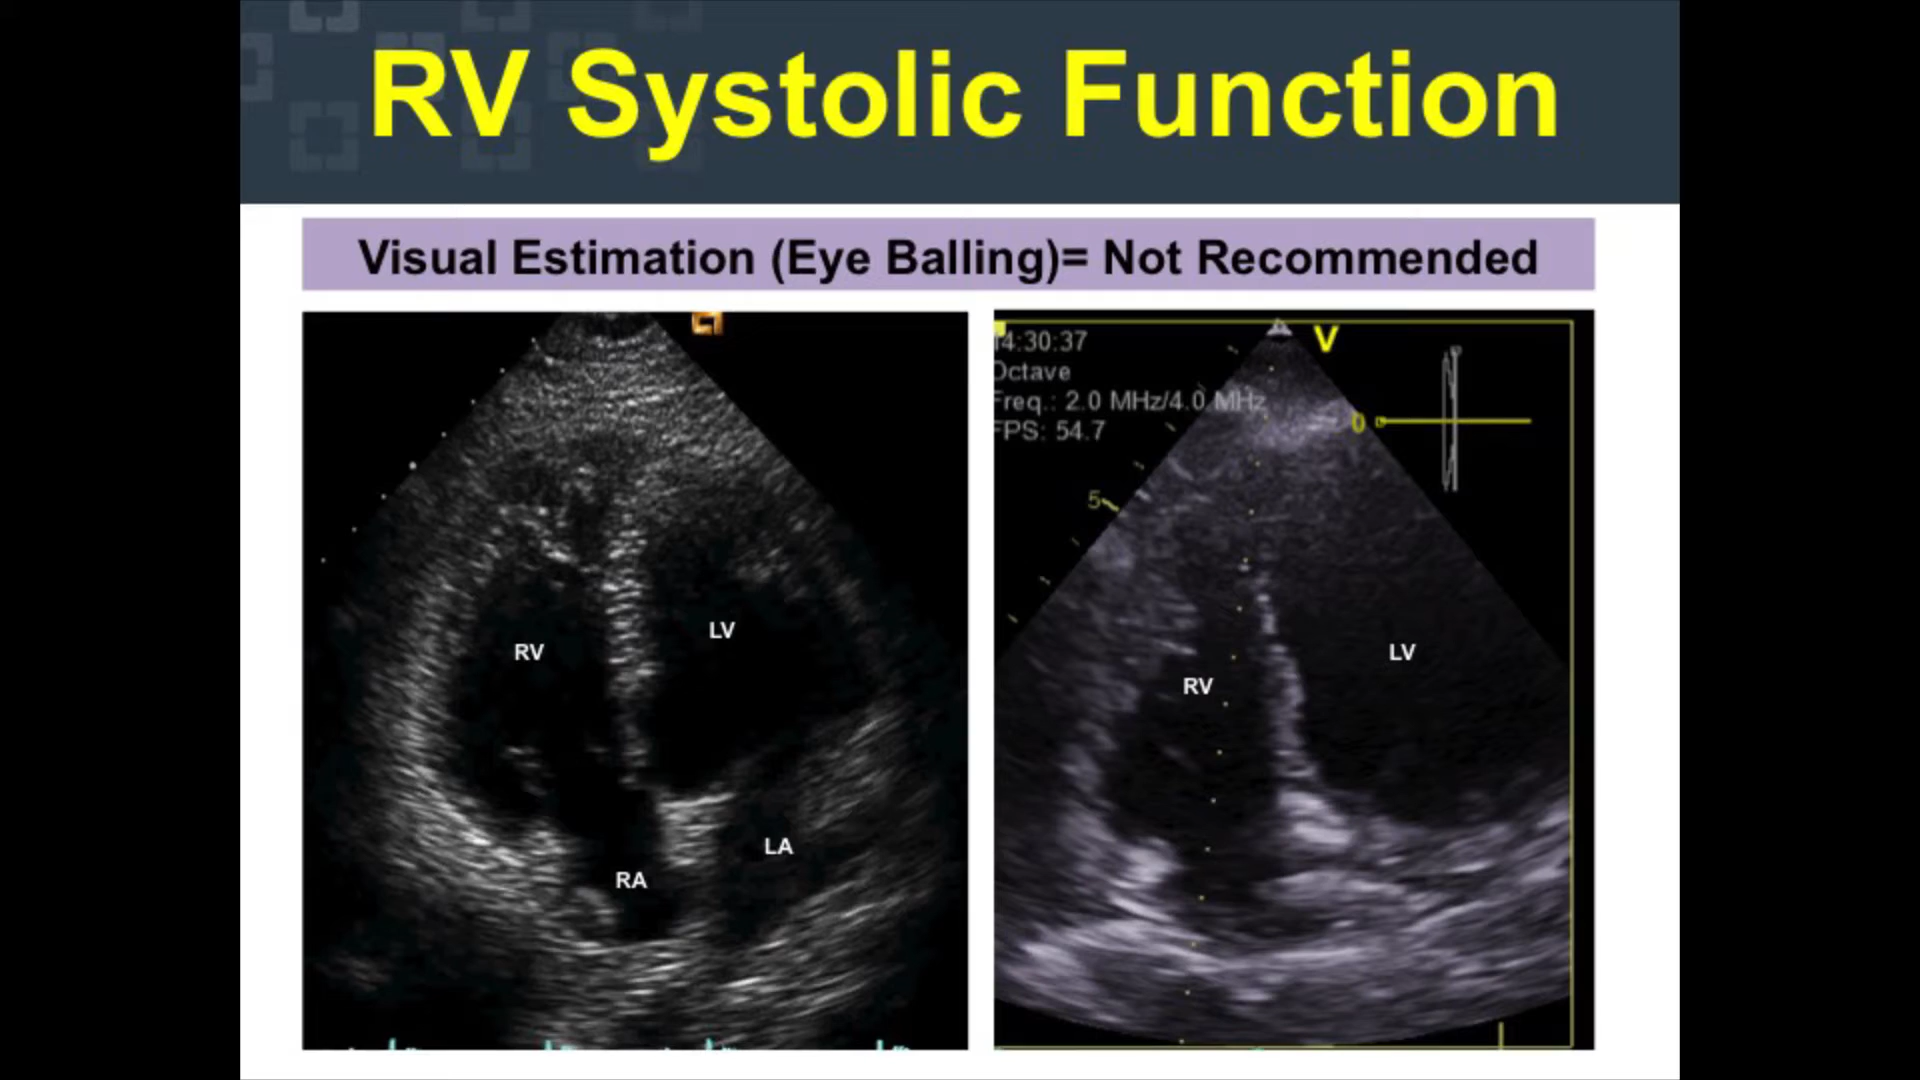 RV Systolic Function
Visual Estimation (Eye Balling)= Not Recommended
RV
LV
RA
LA
V
14:30:37
Octave
Freq.: 2.0 MHz/4.0 MHz
FPS: 54.7
0
5
RV
LV